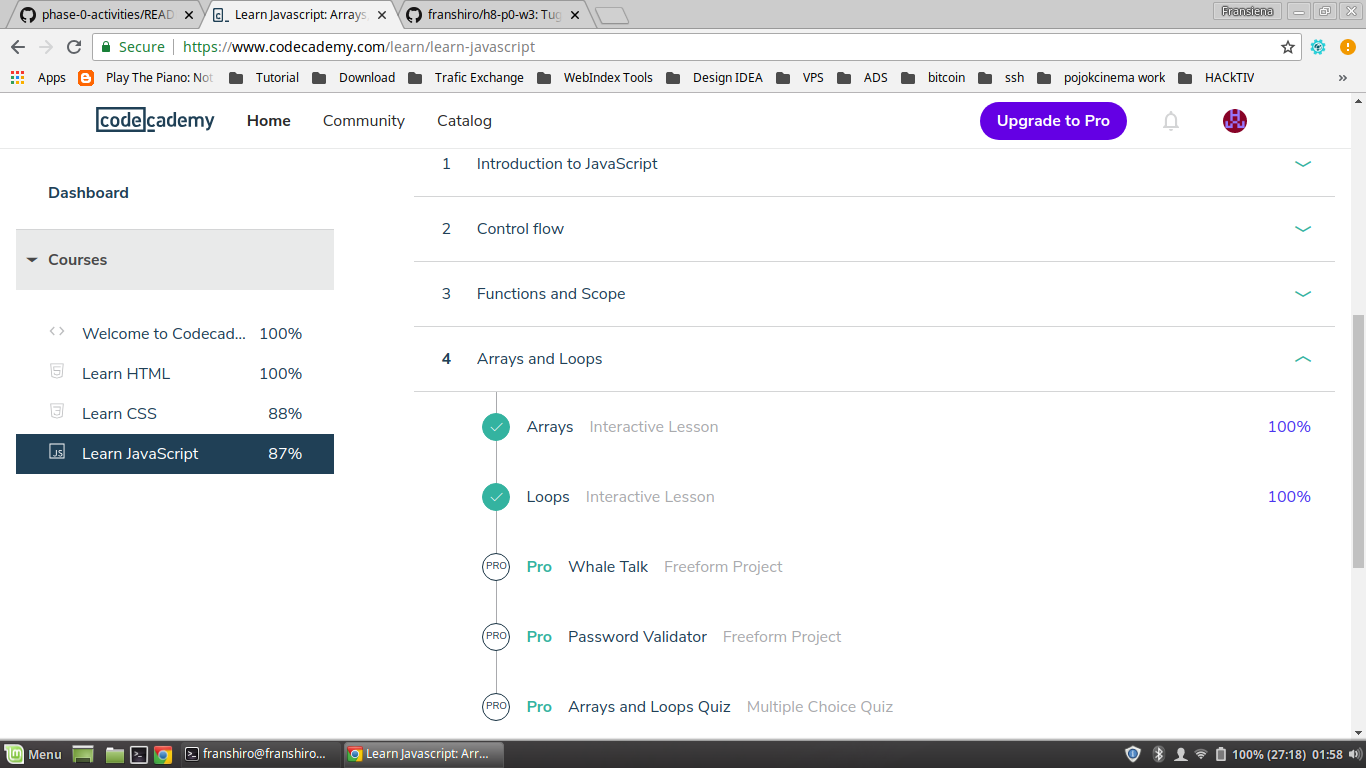 phase-0-activities/READ
Learn Javascript: Arrays,
franshiro/h8-p0-w3: Tug
Fransiena
Secure https://www.codecademy.com/learn/learn-javascript
Apps Play The Piano: Not Tutorial Download Trafic Exchange WebIndex Tools Design IDEA VPS ADS bitcoin ssh pojokcinema work HACkTIV »
codecademy Home Community Catalog Upgrade to Pro
Dashboard
Courses
Welcome to Codecad... 100%
Learn HTML 100%
Learn CSS 88%
JS Learn JavaScript 87%
1 Introduction to JavaScript
2 Control flow
3 Functions and Scope
4 Arrays and Loops
Arrays Interactive Lesson 100%
Loops Interactive Lesson 100%
PRO Pro Whale Talk Freeform Project
PRO Pro Password Validator Freeform Project
PRO Pro Arrays and Loops Quiz Multiple Choice Quiz
Menu franshiro@franshiro... Learn Javascript: Arr... 100% (27:18) 01:58